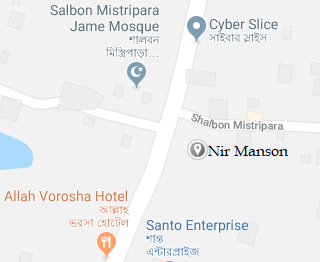 Salbon Mistripara
Jame Mosque
শালবন
মিস্ত্রিপাড়া...
Cyber Slice
সাইবার স্লাইস
Shalbon Mistripara
Nir Manson
Allah Vorosha Hotel
আল্লাহ
ভরসা হোটেল
Santo Enterprise
শান্ত
এন্টারপ্রাইজ